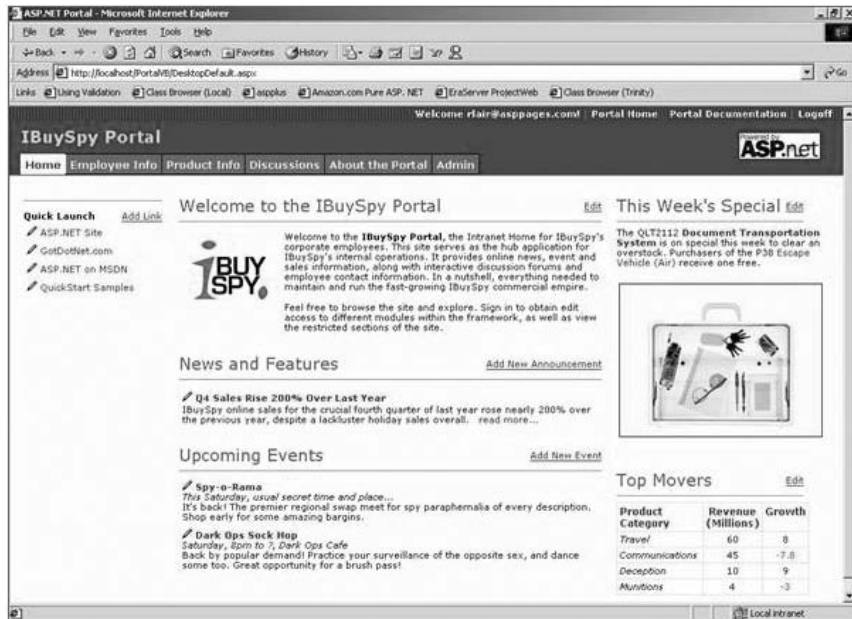 ASP.NET Portal - Microsoft Internet Explorer
File Edit View Favorites Tools Help
Back Search Favorites History
Address http://localhost/PortalVB/DesktopDefault.aspx Go
Links Using Validation Class Browser (Local) aspplus Amazon.com Pure ASP. NET EraServer ProjectWeb Class Browser (Trinity)
Welcome rlair@asppages.com! | Portal Home | Portal Documentation | Logoff
IBuySpy Portal
Powered by
ASP.net
Home Employee Info Product Info Discussions About the Portal Admin
Quick Launch Add Link
ASP.NET Site
GotDotNet.com
ASP.NET on MSDN
QuickStart Samples
Welcome to the IBuySpy Portal Edit
I BUY
SPY.
Welcome to the IBuySpy Portal, the Intranet Home for IBuySpy's
corporate employees. This site serves as the hub application for
IBuySpy's internal operations. It provides online news, event and
sales information, along with interactive discussion forums and
employee contact information. In a nutshell, everything needed to
maintain and run the fast-growing IBuySpy commercial empire.
Feel free to browse the site and explore. Sign in to obtain edit
access to different modules within the framework, as well as view
the restricted sections of the site.
News and Features Add New Announcement
Q4 Sales Rise 200% Over Last Year
IBuySpy online sales for the crucial fourth quarter of last year rose nearly 200% over
the previous year, despite a lackluster holiday sales overall. read more...
Upcoming Events Add New Event
Spy-o-Rama
This Saturday, usual secret time and place...
It's back! The premier regional swap meet for spy paraphernalia of every description.
Shop early for some amazing bargins.
Dark Ops Sock Hop
Saturday, 8pm to ?, Dark Ops Cafe
Back by popular demand! Practice your surveillance of the opposite sex, and dance
some too. Great opportunity for a brush pass!
This Week's Special Edit
The QLT2112 Document Transportation
System is on special this week to clear an
overstock. Purchasers of the P38 Escape
Vehicle (Air) receive one free.
Top Movers Edit
Product Revenue Growth
Category (Millions)
Travel 60 8
Communications 45 -7.8
Deception 10 9
Munitions 4 -3
Local intranet